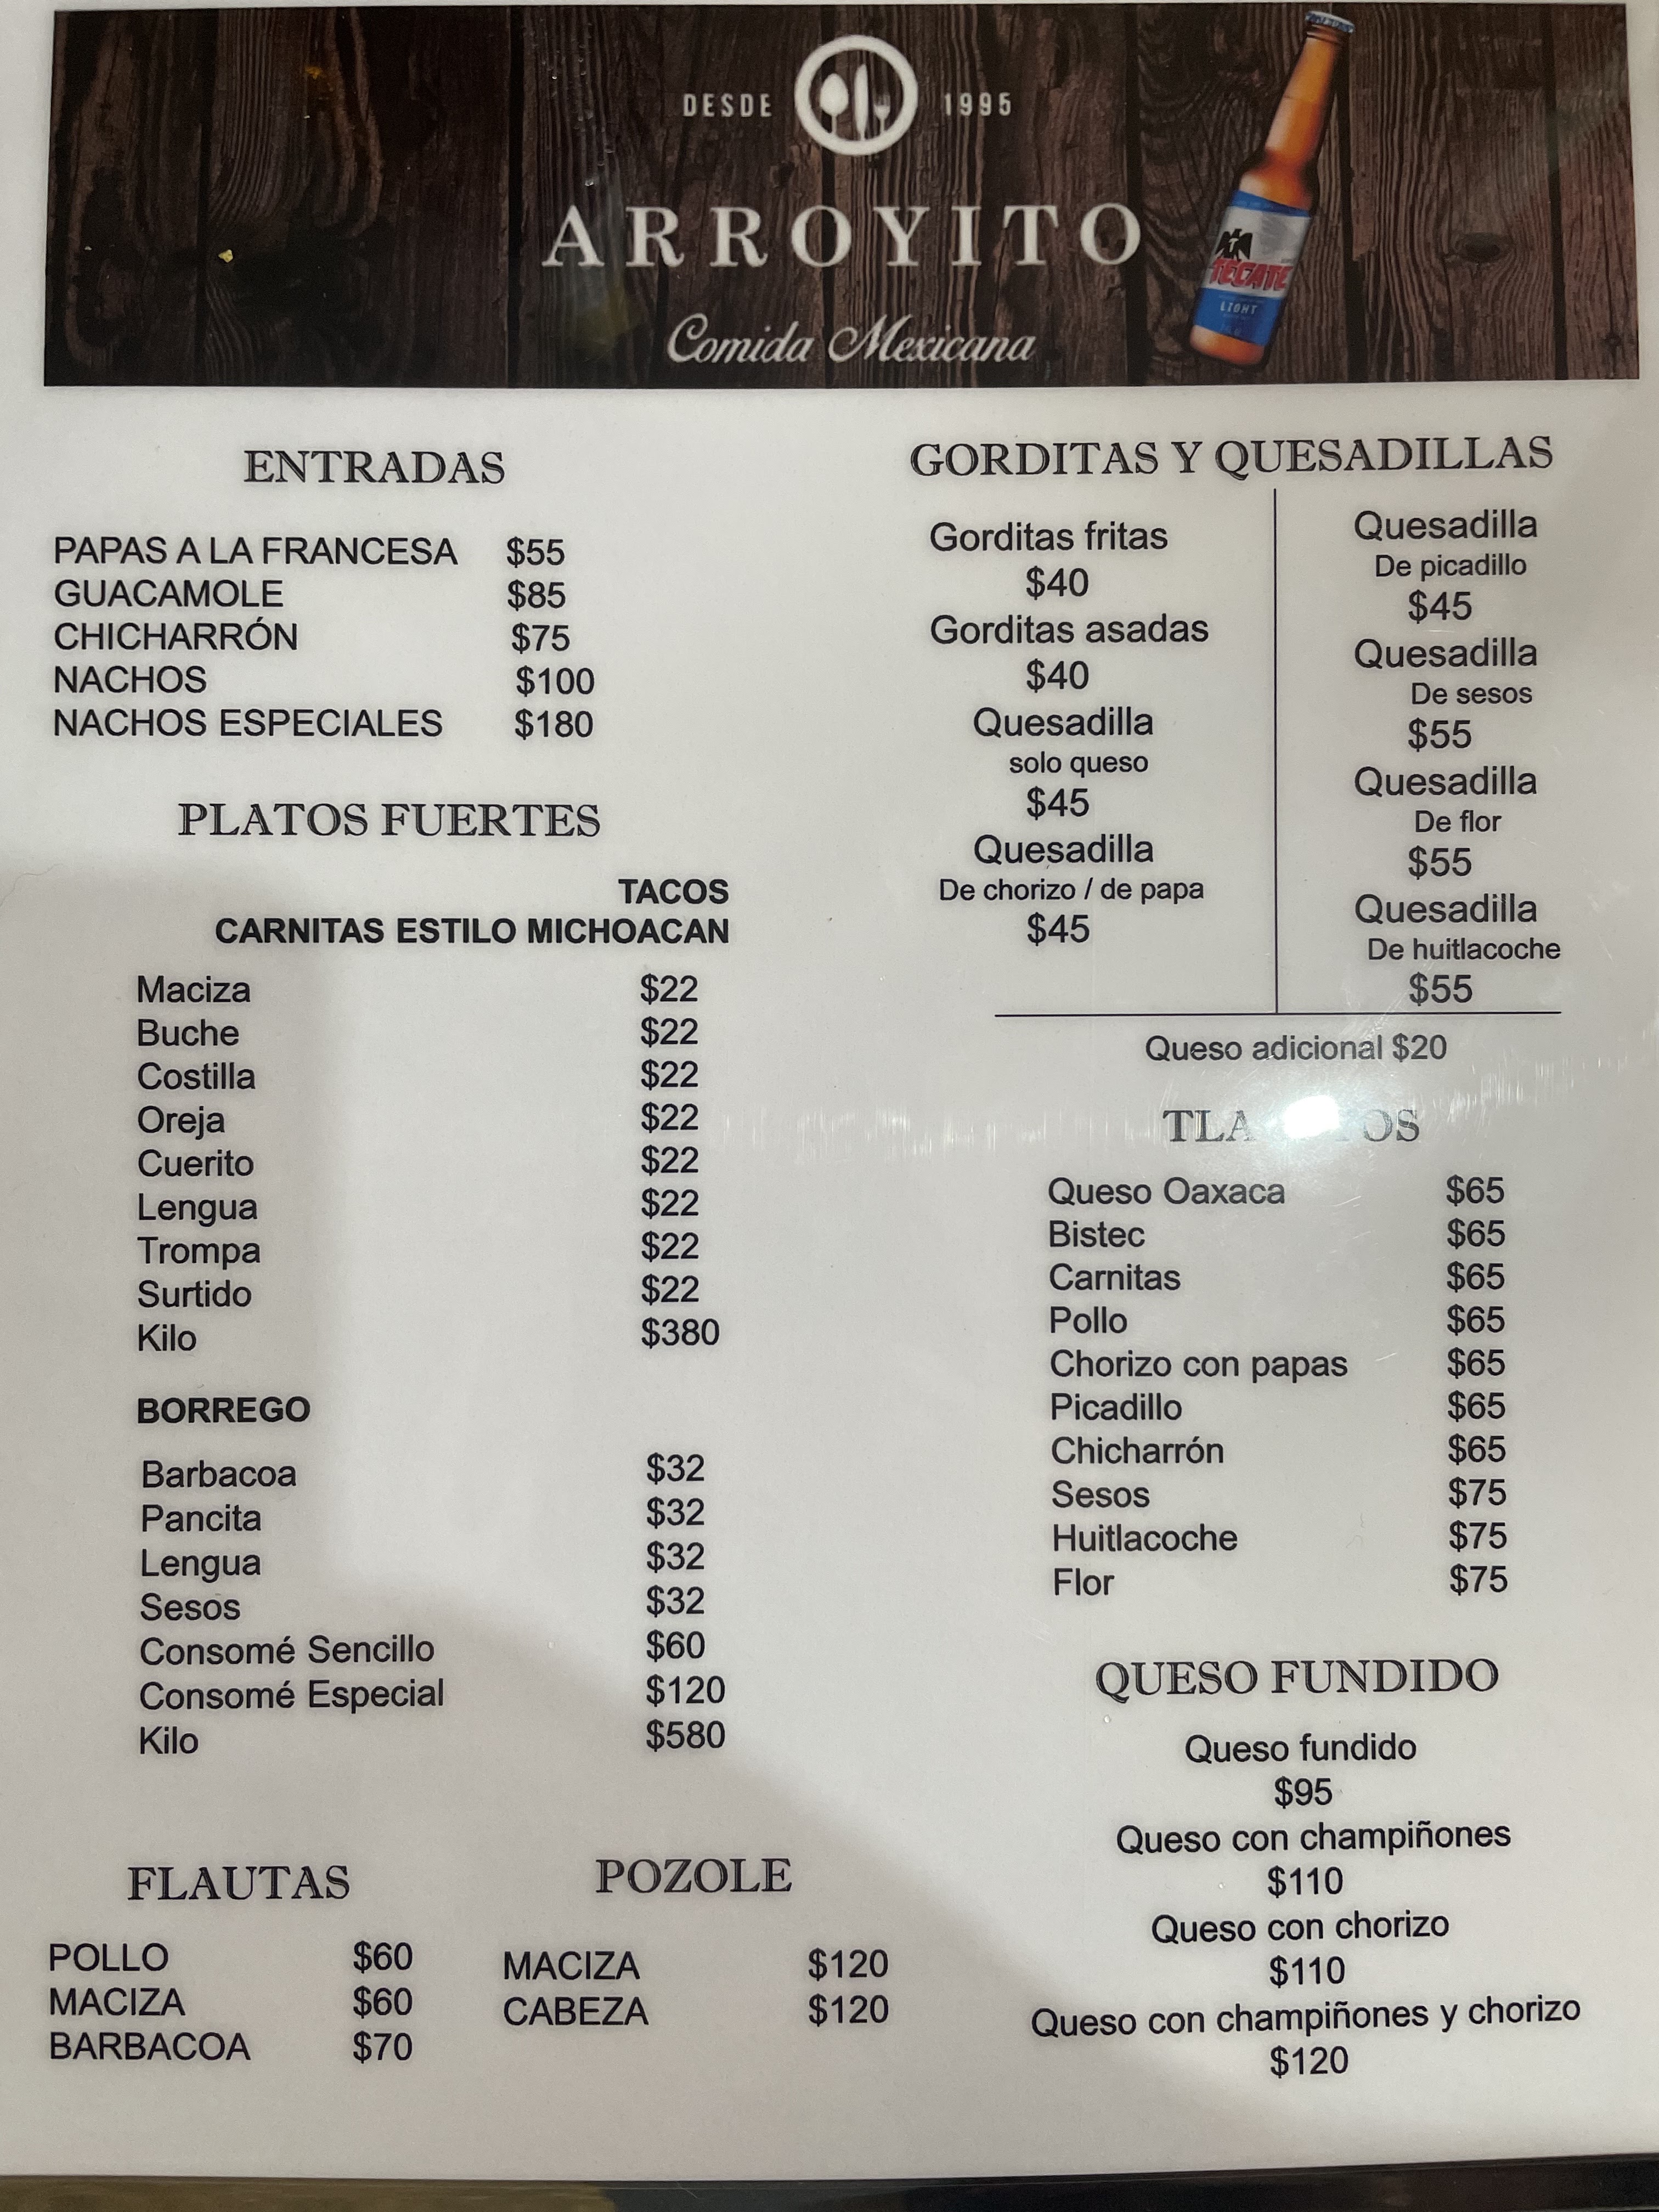 DESDE 1995
ARROYITO
Comida Mexicana
TECATE
LIGHT
ENTRADAS
PAPAS A LA FRANCESA $55
GUACAMOLE $85
CHICHARRÓN $75
NACHOS $100
NACHOS ESPECIALES $180
PLATOS FUERTES
TACOS
CARNITAS ESTILO MICHOACAN
Maciza $22
Buche $22
Costilla $22
Oreja $22
Cuerito $22
Lengua $22
Trompa $22
Surtido $22
Kilo $380
BORREGO
Barbacoa $32
Pancita $32
Lengua $32
Sesos $32
Consomé Sencillo $60
Consomé Especial $120
Kilo $580
FLAUTAS
POLLO $60
MACIZA $60
BARBACOA $70
POZOLE
MACIZA $120
CABEZA $120
GORDITAS Y QUESADILLAS
Gorditas fritas
$40
Gorditas asadas
$40
Quesadilla
solo queso
$45
Quesadilla
De chorizo / de papa
$45
Quesadilla
De picadillo
$45
Quesadilla
De sesos
$55
Quesadilla
De flor
$55
Quesadilla
De huitlacoche
$55
Queso adicional $20
Queso Oaxaca $65
Bistec $65
Carnitas $65
Pollo $65
Chorizo con papas $65
Picadillo $65
Chicharrón $65
Sesos $75
Huitlacoche $75
Flor $75
QUESO FUNDIDO
Queso fundido
$95
Queso con champiñones
$110
Queso con chorizo
$110
Queso con champiñones y chorizo
$120